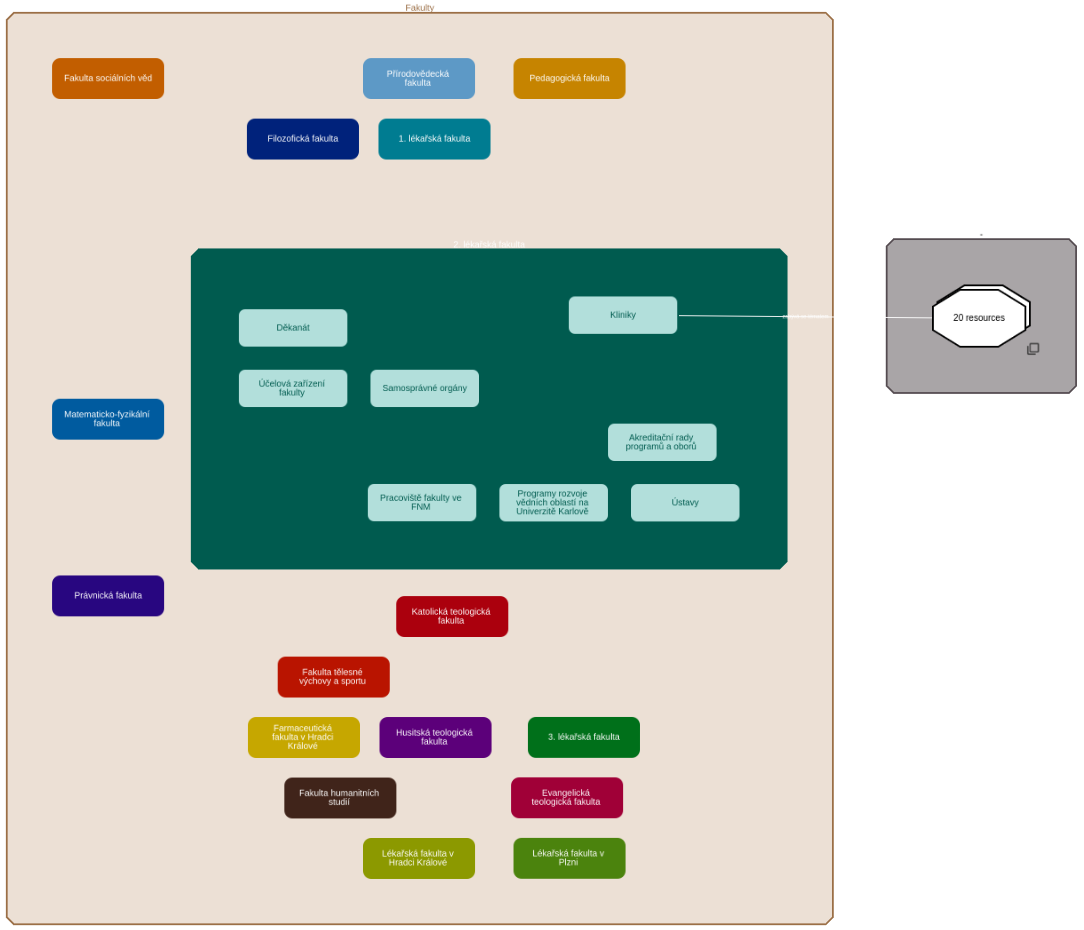 Fakulty
Fakulta sociálních věd
Přírodovědecká
fakulta
Pedagogická fakulta
Filozofická fakulta
1. lékařská fakulta
2. lékařská fakulta
-
Děkanát
Kliniky
20 resources
Účelová zařízení
fakulty
Samosprávné orgány
Matematicko-fyzikální
fakulta
Akreditační rady
programů a oborů
Pracoviště fakulty ve
FNM
Programy rozvoje
vědních oblastí na
Univerzitě Karlově
Ústavy
Právnická fakulta
Katolická teologická
fakulta
Fakulta tělesné
výchovy a sportu
Farmaceutická
fakulta v Hradci
Králové
Husitská teologická
fakulta
3. lékařská fakulta
Fakulta humanitních
studií
Evangelická
teologická fakulta
Lékařská fakulta v
Hradci Králové
Lékařská fakulta v
Plzni